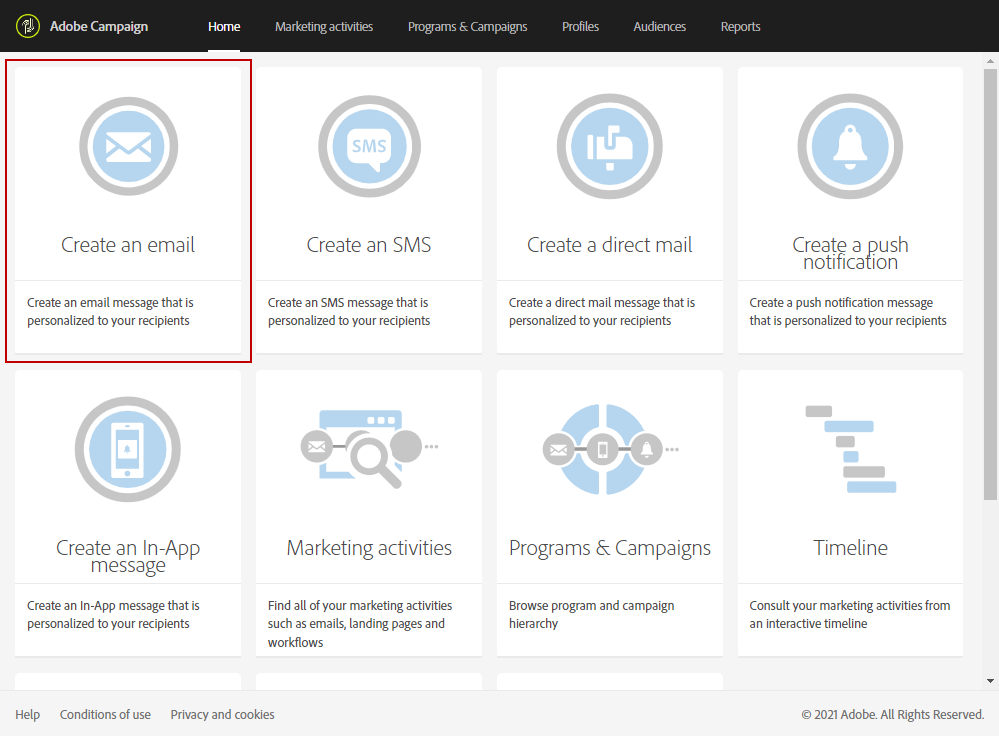 Adobe Campaign
Home
Marketing activities
Programs & Campaigns
Profiles
Audiences
Reports
Create an email
Create an email message that is
personalized to your recipients
SMS
Create an SMS
Create an SMS message that is
personalized to your recipients
Create a direct mail
Create a direct mail message that is
personalized to your recipients
Create a push
notification
Create a push notification message
that is personalized to your recipients
Create an In-App
message
Create an In-App message that is
personalized to your recipients
Marketing activities
Find all of your marketing activities
such as emails, landing pages and
workflows
Programs & Campaigns
Browse program and campaign
hierarchy
Timeline
Consult your marketing activities from
an interactive timeline
Help
Conditions of use
Privacy and cookies
© 2021 Adobe. All Rights Reserved.